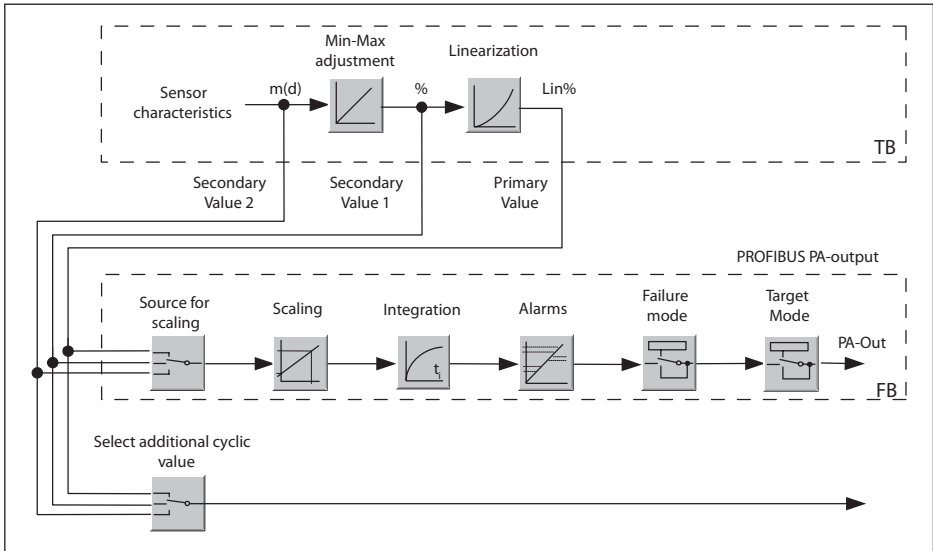 Min-Max
adjustment
Linearization
Sensor
characteristics
m(d)
%
Lin%
TB
Secondary
Value 2
Secondary
Value 1
Primary
Value
PROFIBUS PA-output
Source for
scaling
Scaling
Integration
Alarms
Failure
mode
Target
Mode
ti
PA-Out
FB
Select additional cyclic
value